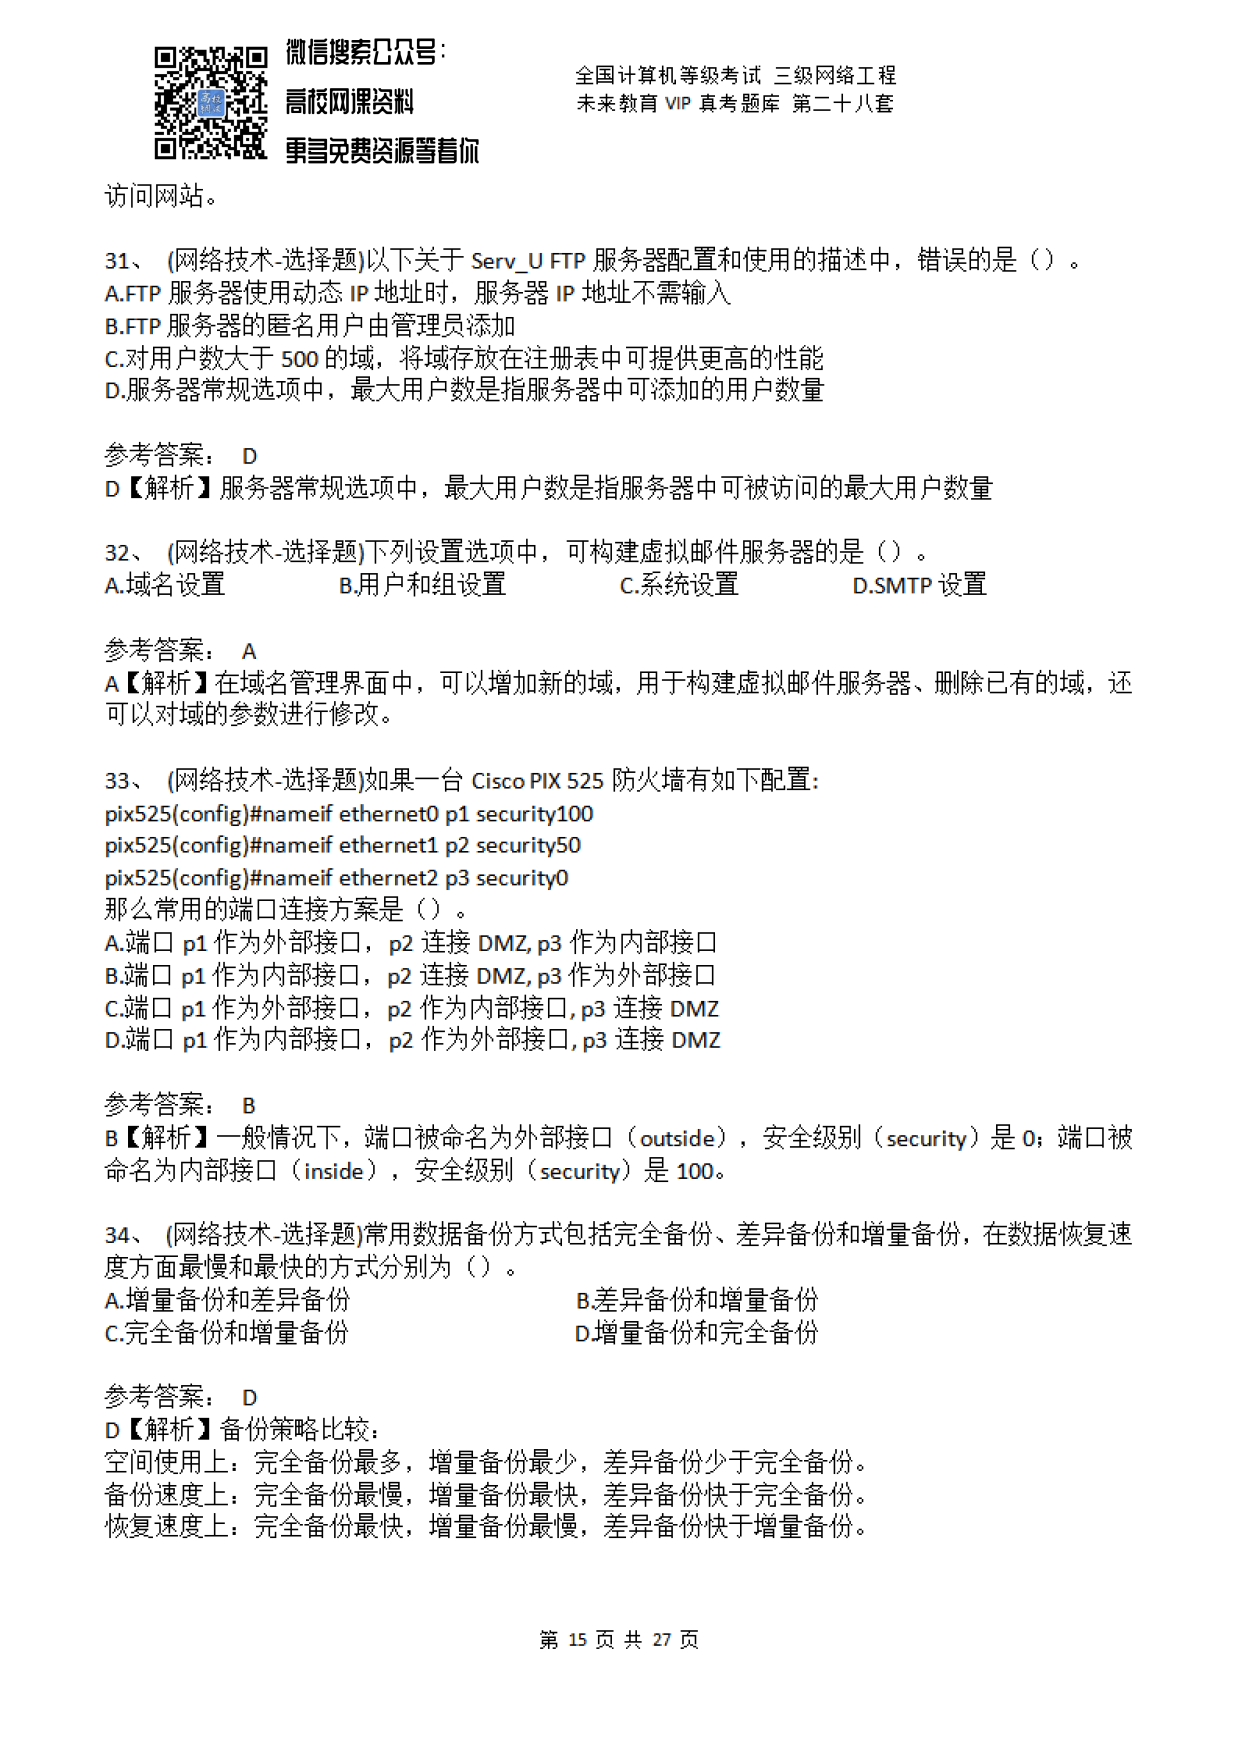 微信搜索公众号：
高校网课资料
更多免费资源等着你
全国计算机等级考试 三级网络工程
未来教育 VIP 真考题库 第二十八套
访问网站。
31、 (网络技术-选择题)以下关于 Serv_U FTP 服务器配置和使用的描述中，错误的是（）。
A.FTP 服务器使用动态 IP 地址时，服务器 IP 地址不需输入
B.FTP 服务器的匿名用户由管理员添加
C.对用户数大于 500 的域，将域存放在注册表中可提供更高的性能
D.服务器常规选项中，最大用户数是指服务器中可添加的用户数量
参考答案： D
D【解析】服务器常规选项中，最大用户数是指服务器中可被访问的最大用户数量
32、 (网络技术-选择题)下列设置选项中，可构建虚拟邮件服务器的是（）。
A.域名设置 B.用户和组设置 C.系统设置 D.SMTP 设置
参考答案： A
A【解析】在域名管理界面中，可以增加新的域，用于构建虚拟邮件服务器、删除已有的域，还
可以对域的参数进行修改。
33、 (网络技术-选择题)如果一台 Cisco PIX 525 防火墙有如下配置:
pix525(config)#nameif ethernet0 p1 security100
pix525(config)#nameif ethernet1 p2 security50
pix525(config)#nameif ethernet2 p3 security0
那么常用的端口连接方案是（）。
A.端口 p1 作为外部接口，p2 连接 DMZ, p3 作为内部接口
B.端口 p1 作为内部接口，p2 连接 DMZ, p3 作为外部接口
C.端口 p1 作为外部接口，p2 作为内部接口, p3 连接 DMZ
D.端口 p1 作为内部接口，p2 作为外部接口, p3 连接 DMZ
参考答案： B
B【解析】一般情况下，端口被命名为外部接口（outside），安全级别（security）是 0；端口被
命名为内部接口（inside），安全级别（security）是 100。
34、 (网络技术-选择题)常用数据备份方式包括完全备份、差异备份和增量备份，在数据恢复速
度方面最慢和最快的方式分别为（）。
A.增量备份和差异备份 B.差异备份和增量备份
C.完全备份和增量备份 D.增量备份和完全备份
参考答案： D
D【解析】备份策略比较：
空间使用上：完全备份最多，增量备份最少，差异备份少于完全备份。
备份速度上：完全备份最慢，增量备份最快，差异备份快于完全备份。
恢复速度上：完全备份最快，增量备份最慢，差异备份快于增量备份。
第 15 页 共 27 页